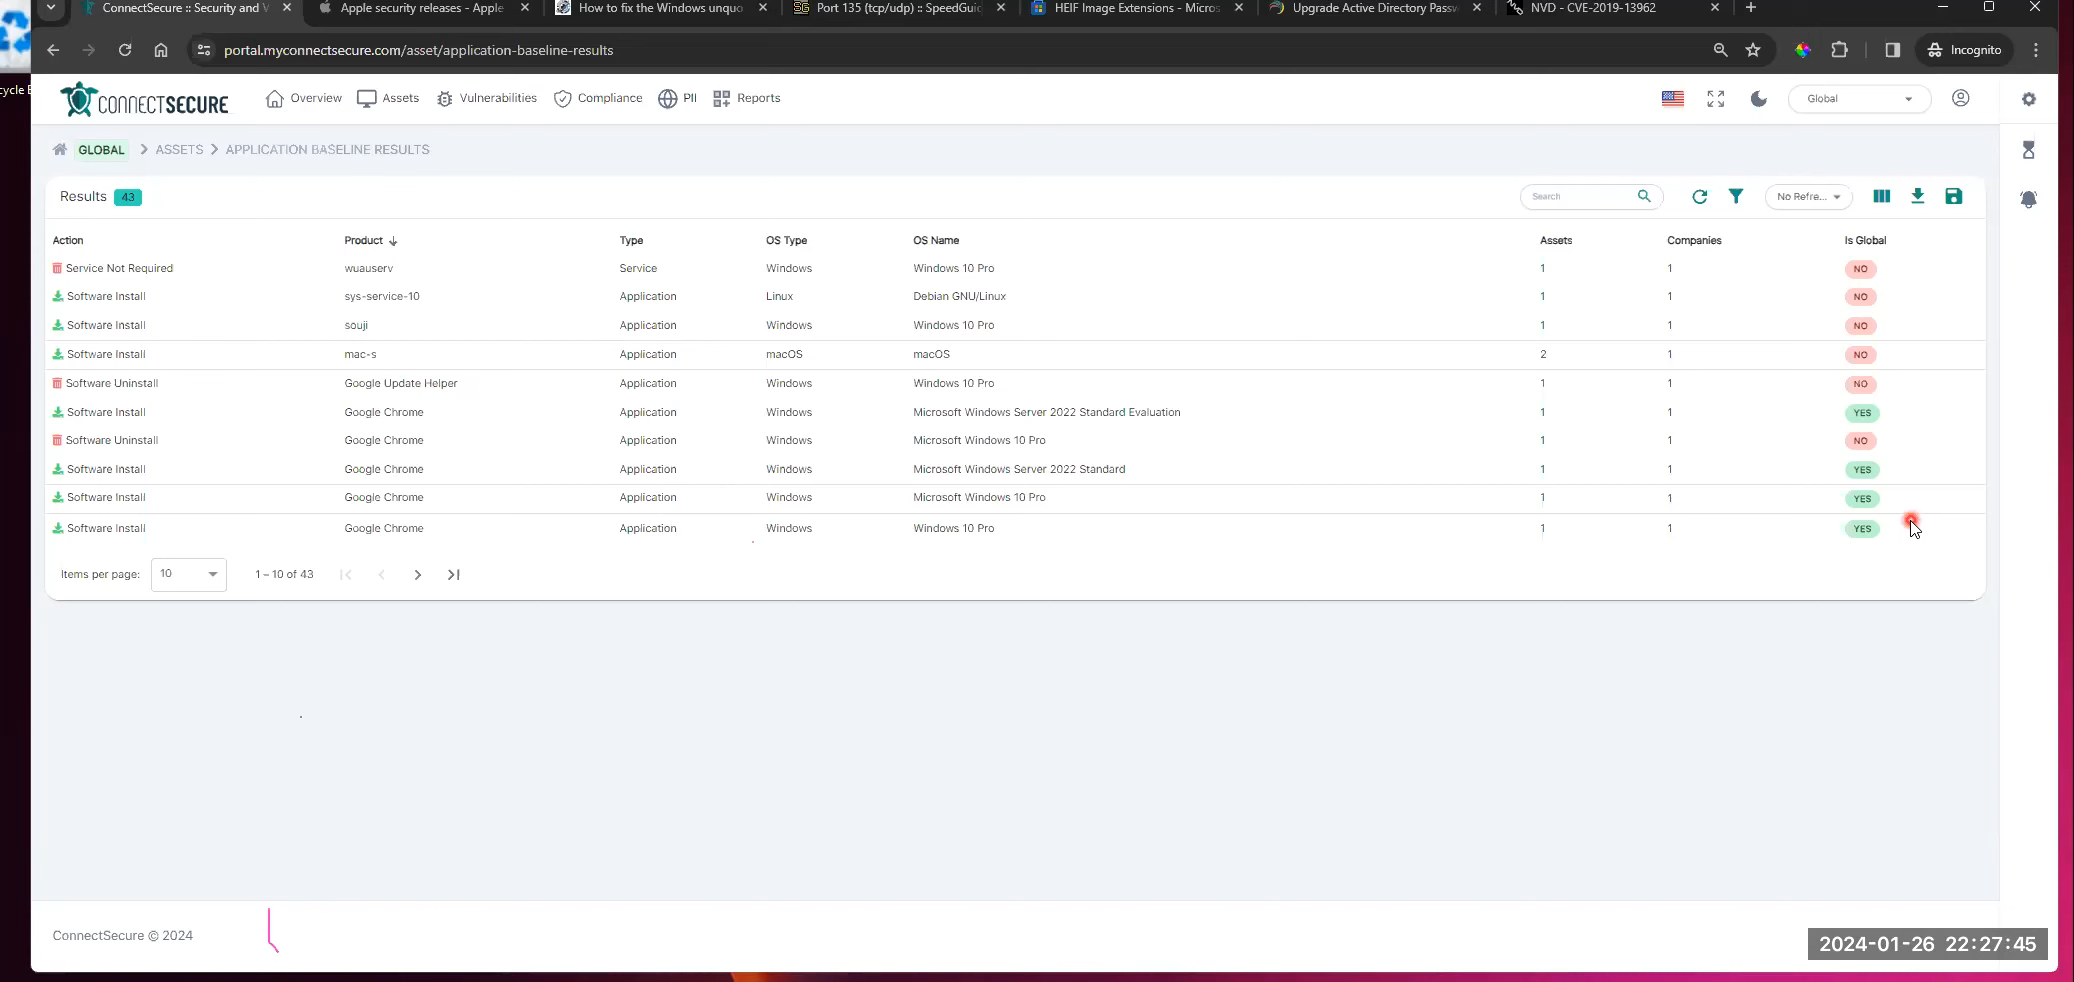 ConnectSecure :: Security and V
Apple security releases - Apple
How to fix the Windows unquo
Port 135 (tcp/udp) :: SpeedGuid
HEIF Image Extensions - Micros
Upgrade Active Directory Passw
NVD - CVE-2019-13962
portal.myconnectsecure.com/asset/application-baseline-results
Incognito
cycle B
CONNECTSECURE
Overview
Assets
Vulnerabilities
Compliance
PII
Reports
Global
GLOBAL > ASSETS > APPLICATION BASELINE RESULTS
Results 43
Search
No Refre...
Action Product Type OS Type OS Name Assets Companies Is Global
Service Not Required wuauserv Service Windows Windows 10 Pro 1 1 NO
Software Install sys-service-10 Application Linux Debian GNU/Linux 1 1 NO
Software Install souji Application Windows Windows 10 Pro 1 1 NO
Software Install mac-s Application macOS macOS 2 1 NO
Software Uninstall Google Update Helper Application Windows Windows 10 Pro 1 1 NO
Software Install Google Chrome Application Windows Microsoft Windows Server 2022 Standard Evaluation 1 1 YES
Software Uninstall Google Chrome Application Windows Microsoft Windows 10 Pro 1 1 NO
Software Install Google Chrome Application Windows Microsoft Windows Server 2022 Standard 1 1 YES
Software Install Google Chrome Application Windows Microsoft Windows 10 Pro 1 1 YES
Software Install Google Chrome Application Windows Windows 10 Pro 1 1 YES
Items per page: 10 1 – 10 of 43
ConnectSecure © 2024
2024-01-26 22:27:45